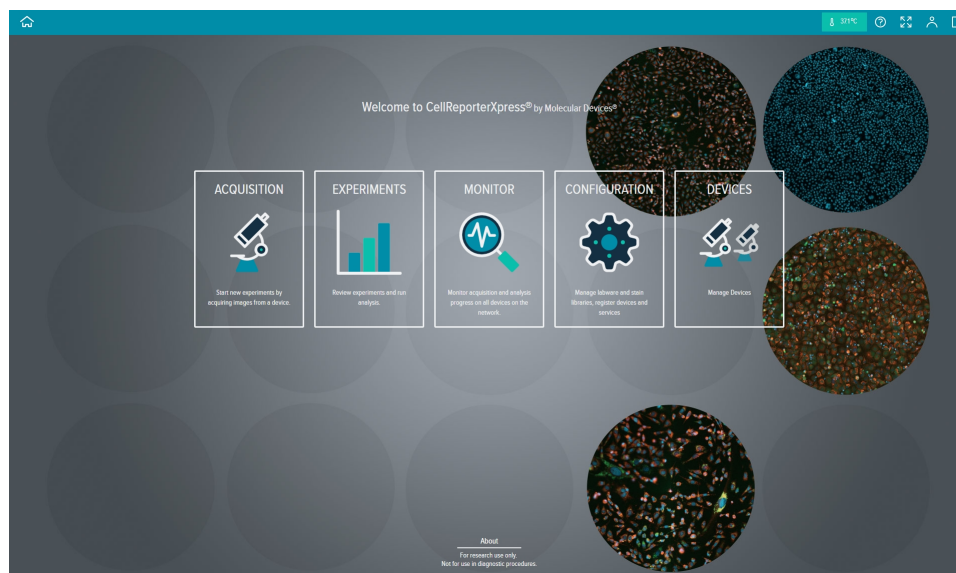 371°C
Welcome to CellReporterXpress® by Molecular Devices®
ACQUISITION
Start new experiments by
acquiring images from a device.
EXPERIMENTS
Review experiments and run
analysis.
MONITOR
Monitor acquisition and analysis
progress on all devices on the
network.
CONFIGURATION
Manage labware and stain
libraries, register devices and
services
DEVICES
Manage Devices
About
For research use only.
Not for use in diagnostic procedures.